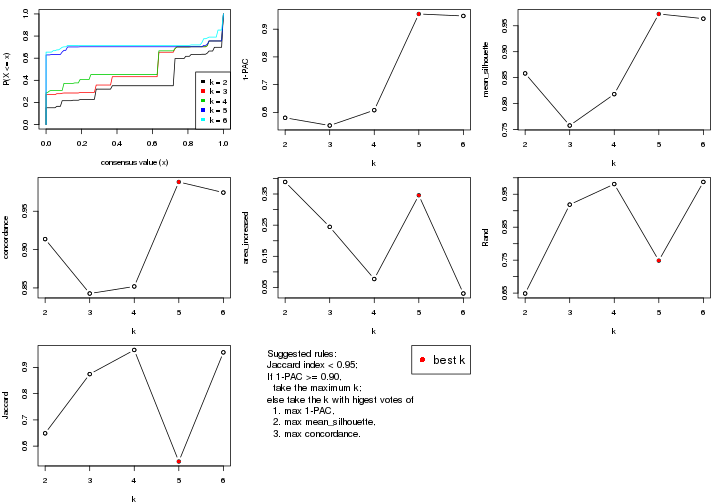 P(X <= x)
0.0 0.2 0.4 0.6 0.8 1.0
0.0 0.2 0.4 0.6 0.8 1.0
consensus value (x)
k = 2
k = 3
k = 4
k = 5
k = 6
1-PAC
0.6 0.7 0.8 0.9
2 3 4 5 6
k
mean_silhouette
0.75 0.80 0.85 0.90 0.95
2 3 4 5 6
k
concordance
0.85 0.90 0.95
2 3 4 5 6
k
area_increased
0.05 0.15 0.25 0.35
2 3 4 5 6
k
Rand
0.65 0.75 0.85 0.95
2 3 4 5 6
k
Jaccard
0.6 0.7 0.8 0.9
2 3 4 5 6
k
Suggested rules:
Jaccard index < 0.95;
If 1-PAC >= 0.90,
take the maximum k;
else take the k with higest votes of
1. max 1-PAC,
2. max mean_silhouette,
3. max concordance.
best k